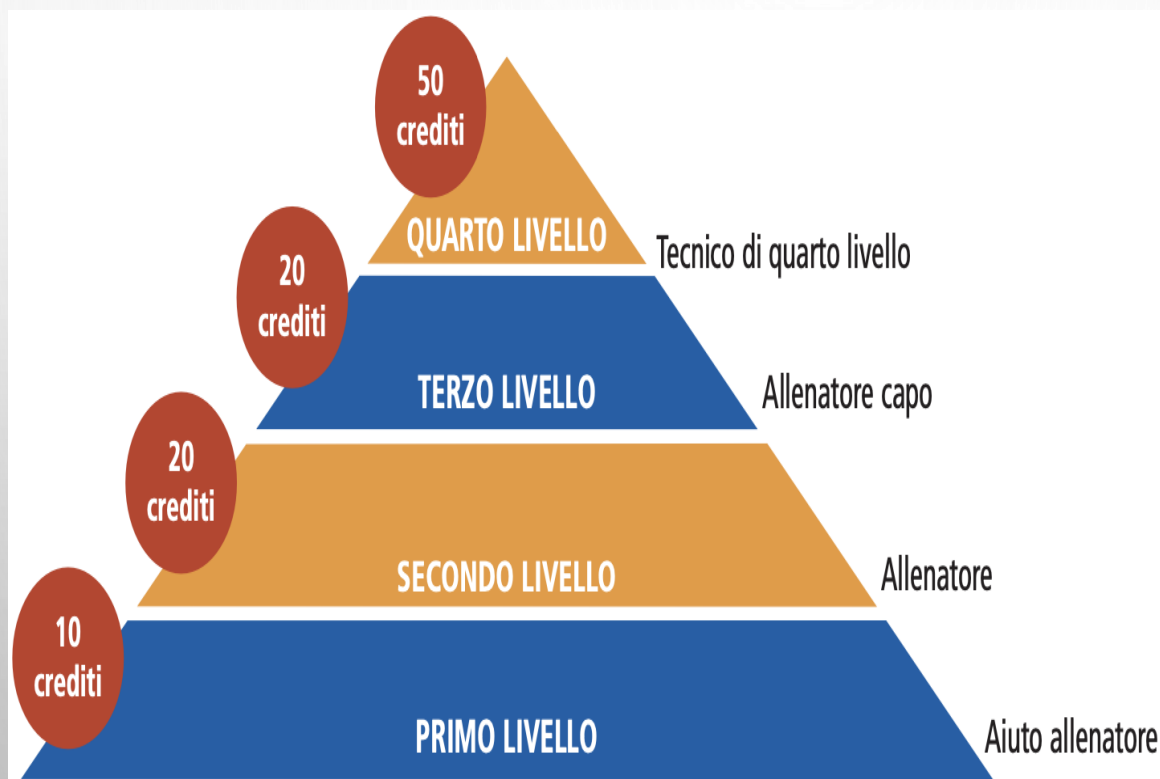 50
crediti
QUARTO LIVELLO
Tecnico di quarto livello
20
crediti
TERZO LIVELLO
Allenatore capo
20
crediti
SECONDO LIVELLO
Allenatore
10
crediti
PRIMO LIVELLO
Aiuto allenatore